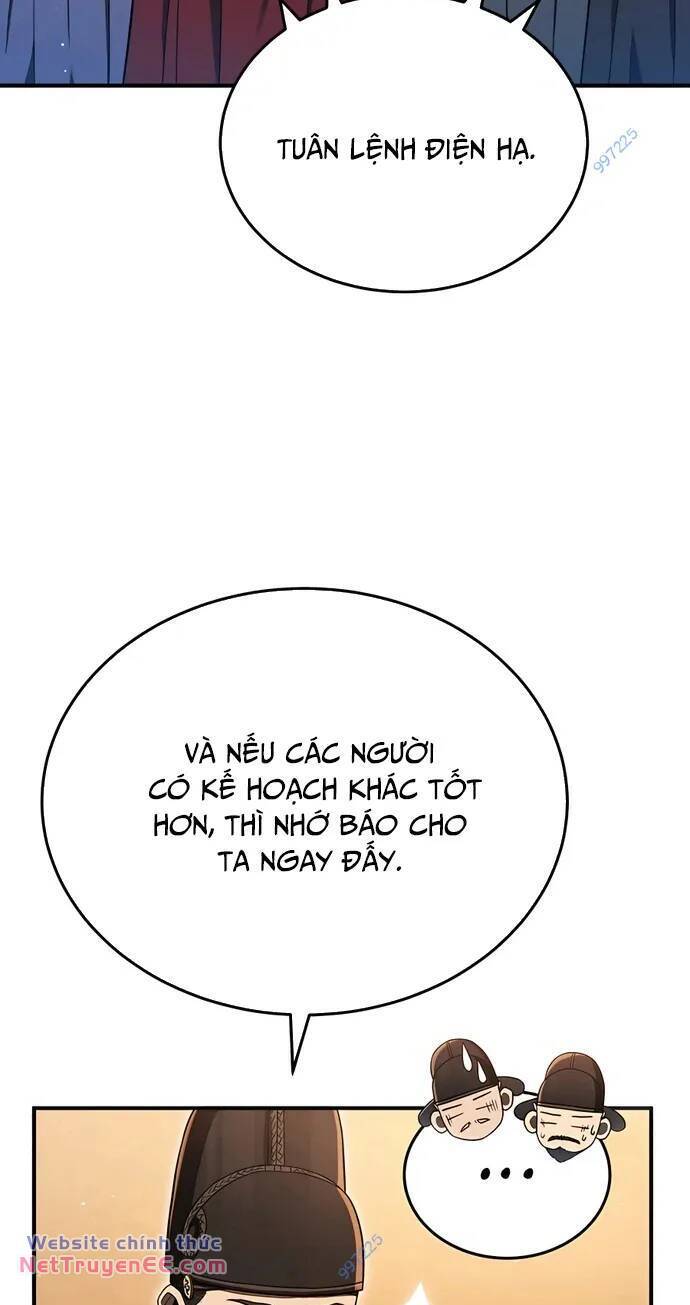 TUÂN LỆNH ĐIỆN HẠ.
997225
VÀ NẾU CÁC NGƯỜI
CÓ KẾ HOẠCH KHÁC TỐT
HƠN, THÌ NHỚ BÁO CHO
TA NGAY ĐẤY.
...
Website chính thức
NetTruyenEE.com
997225